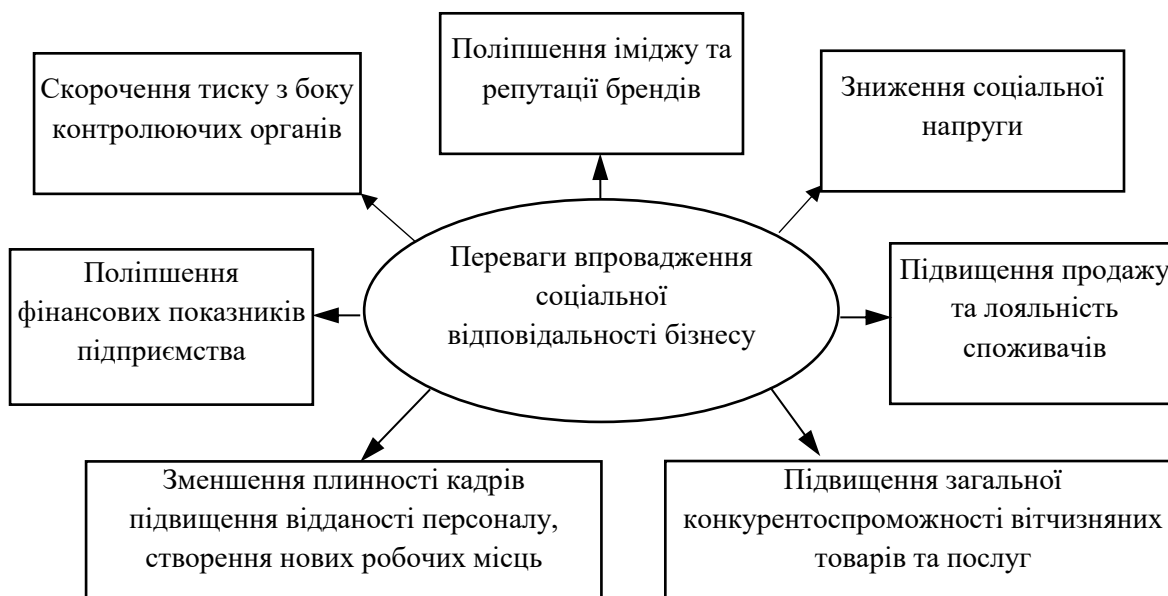 Поліпшення іміджу та
репутації брендів
Скорочення тиску з боку
контролюючих органів
Зниження соціальної
напруги
Переваги впровадження
соціальної
відповідальності бізнесу
Поліпшення
фінансових показників
підприємства
Підвищення продажу
та лояльність
споживачів
Зменшення плинності кадрів
підвищення відданості персоналу,
створення нових робочих місць
Підвищення загальної
конкурентоспроможності вітчизняних
товарів та послуг